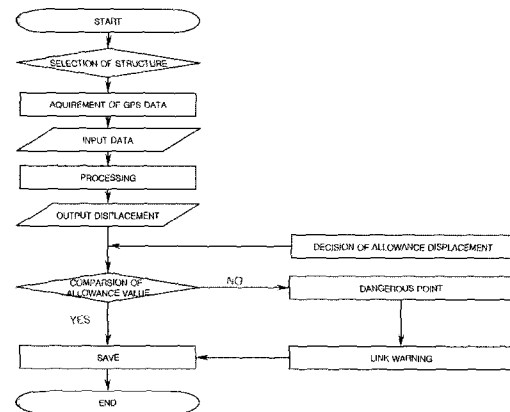 START
SELECTION OF STRUCTURE
AQUIREMENT OF GPS DATA
INPUT DATA
PROCESSING
OUTPUT DISPLACEMENT
DECISION OF ALLOWANCE DISPLACEMENT
COMPARSION OF
ALLOWANCE VALUE
NO
DANGEROUS POINT
YES
SAVE
LINK WARNING
END